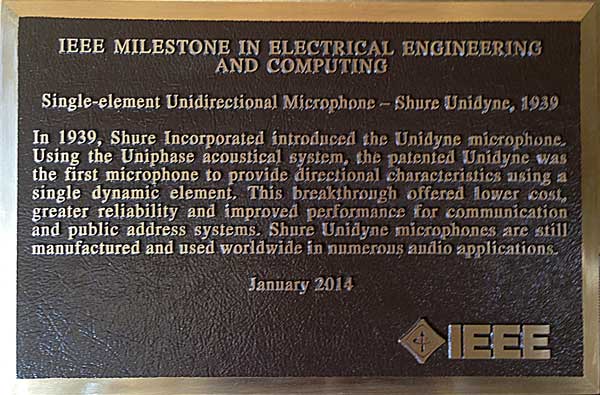 IEEE MILESTONE IN ELECTRICAL ENGINEERING
AND COMPUTING
Single-element Unidirectional Microphone – Shure Unidyne, 1939
In 1939, Shure Incorporated introduced the Unidyne microphone.
Using the Uniphase acoustical system, the patented Unidyne was
the first microphone to provide directional characteristics using a
single dynamic element. This breakthrough offered lower cost,
greater reliability and improved performance for communication
and public address systems. Shure Unidyne microphones are still
manufactured and used worldwide in numerous audio applications.
January 2014
IEEE